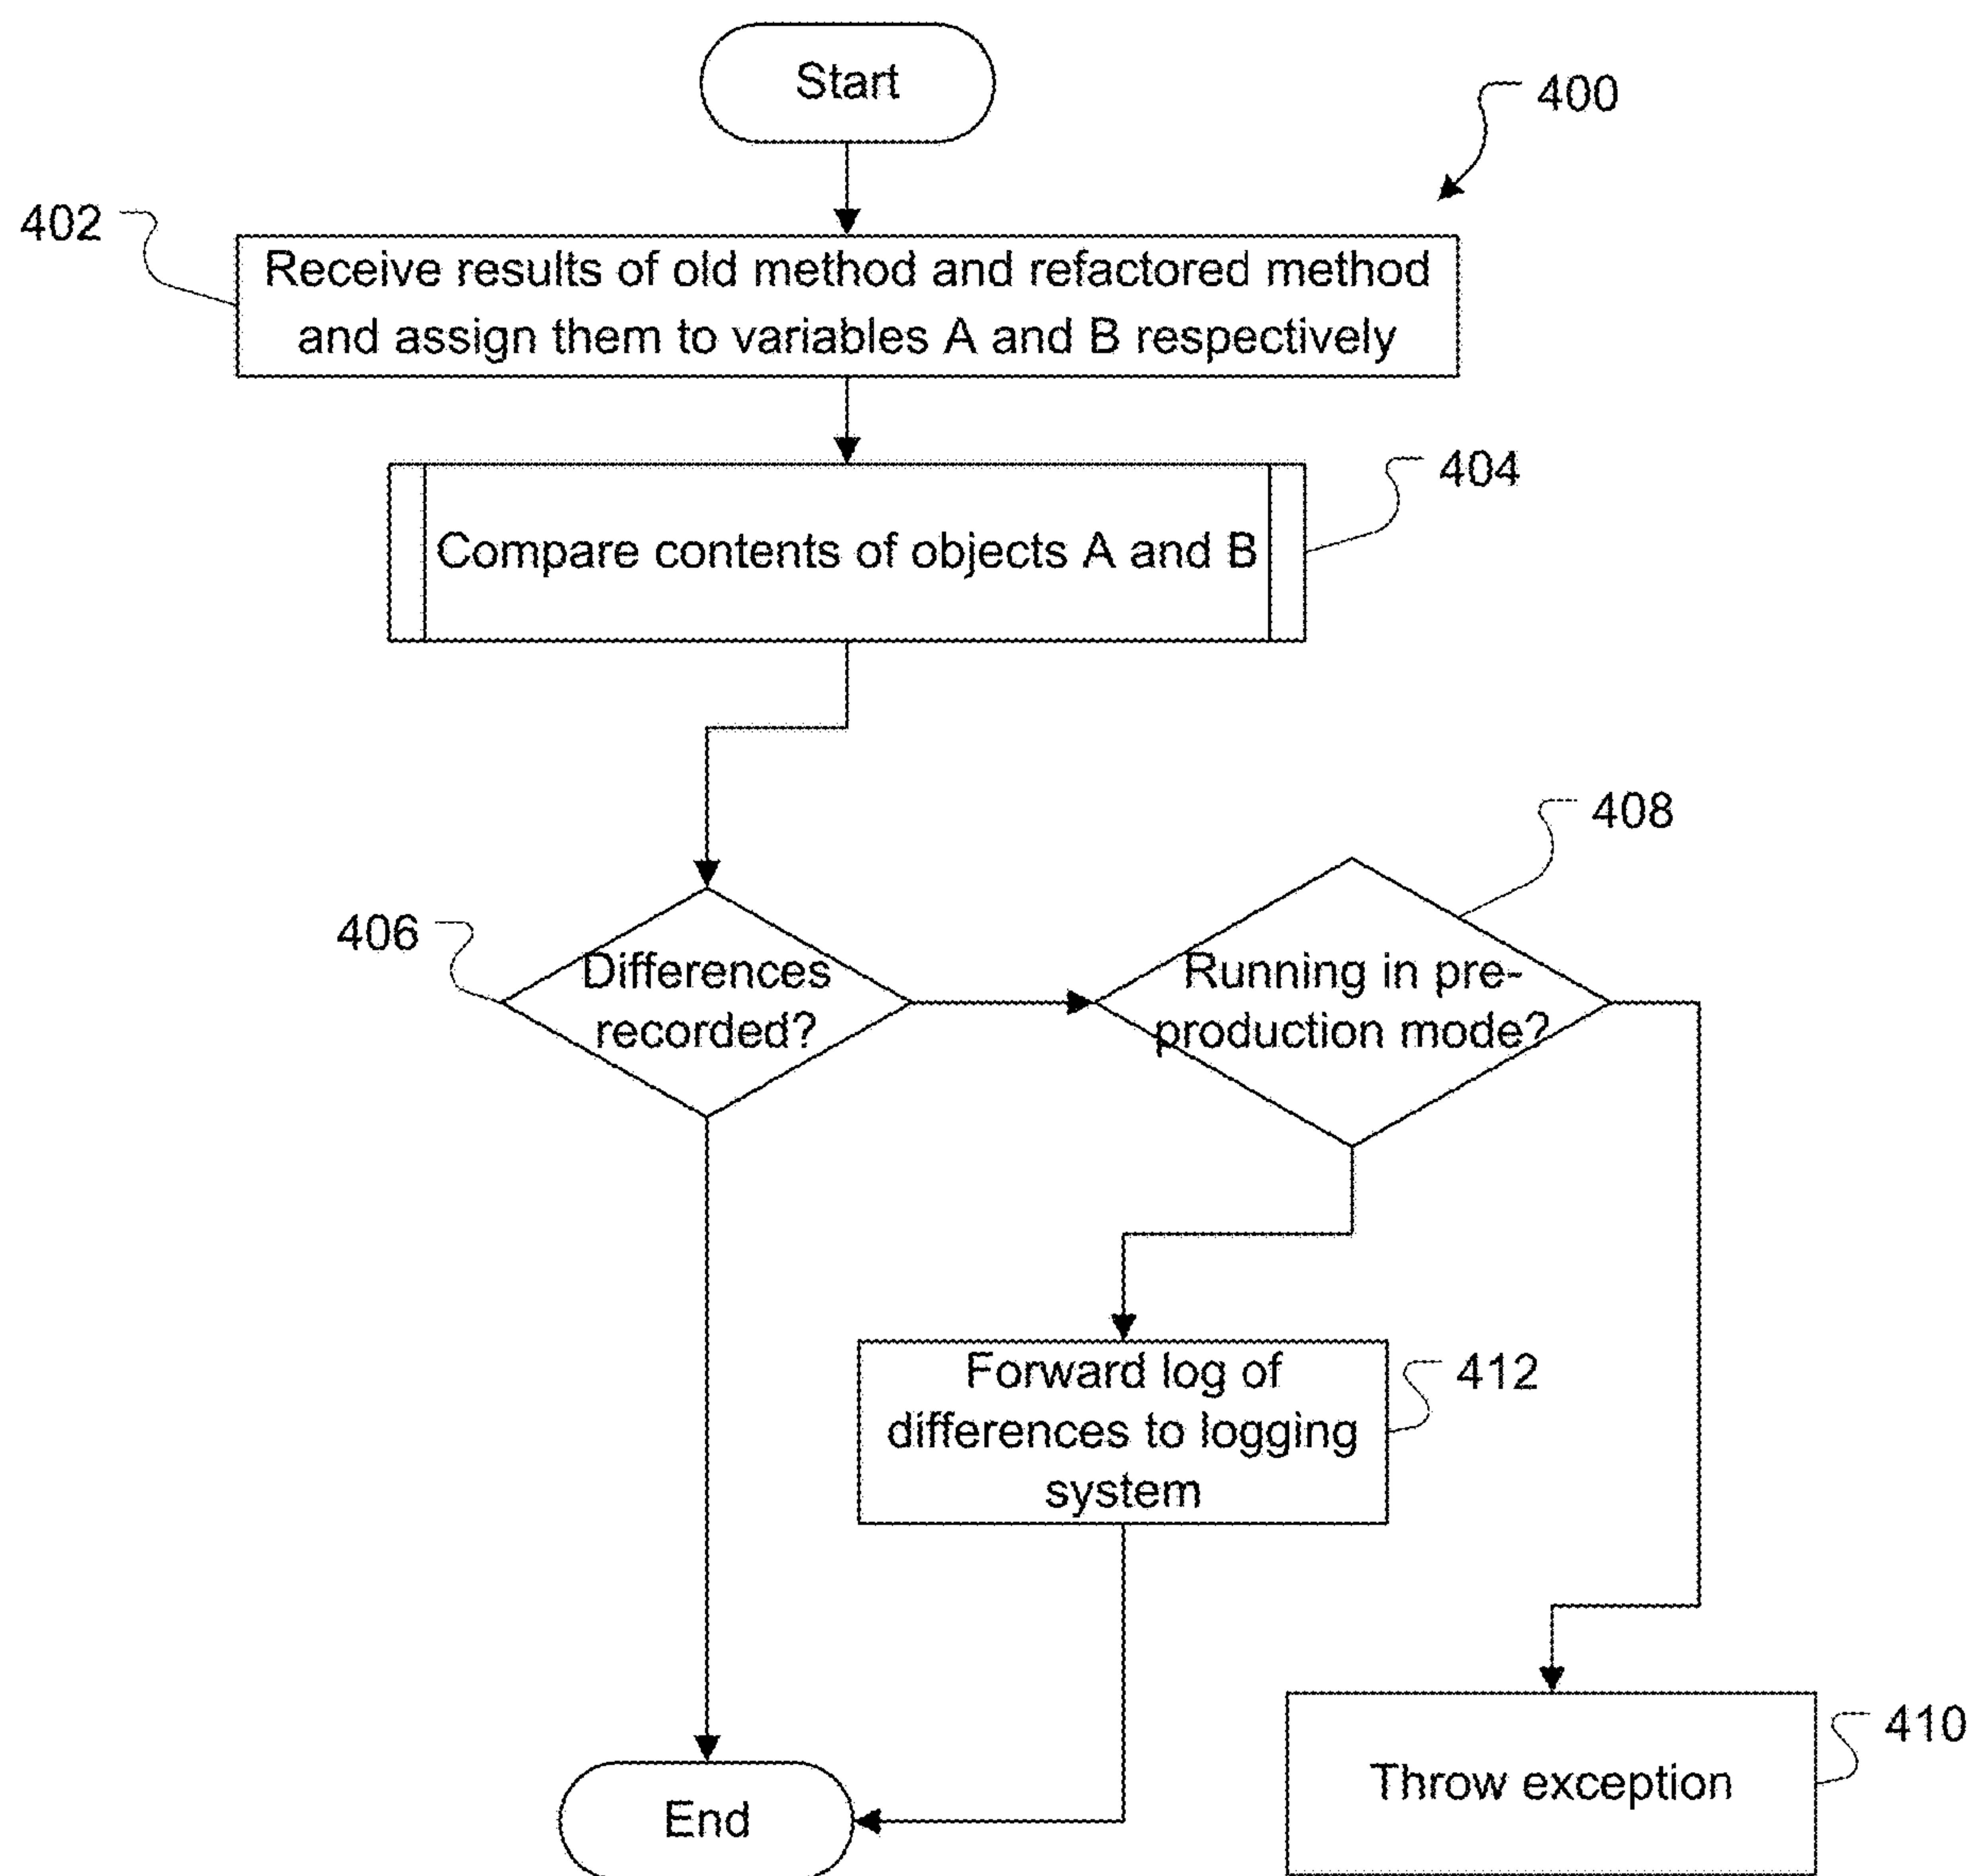 Start
400
402
Receive results of old method and refactored method
and assign them to variables A and B respectively
404
Compare contents of objects A and B
408
406
Differences
recorded?
Running in pre-
production mode?
Forward log of
differences to logging
system
412
410
Throw exception
End